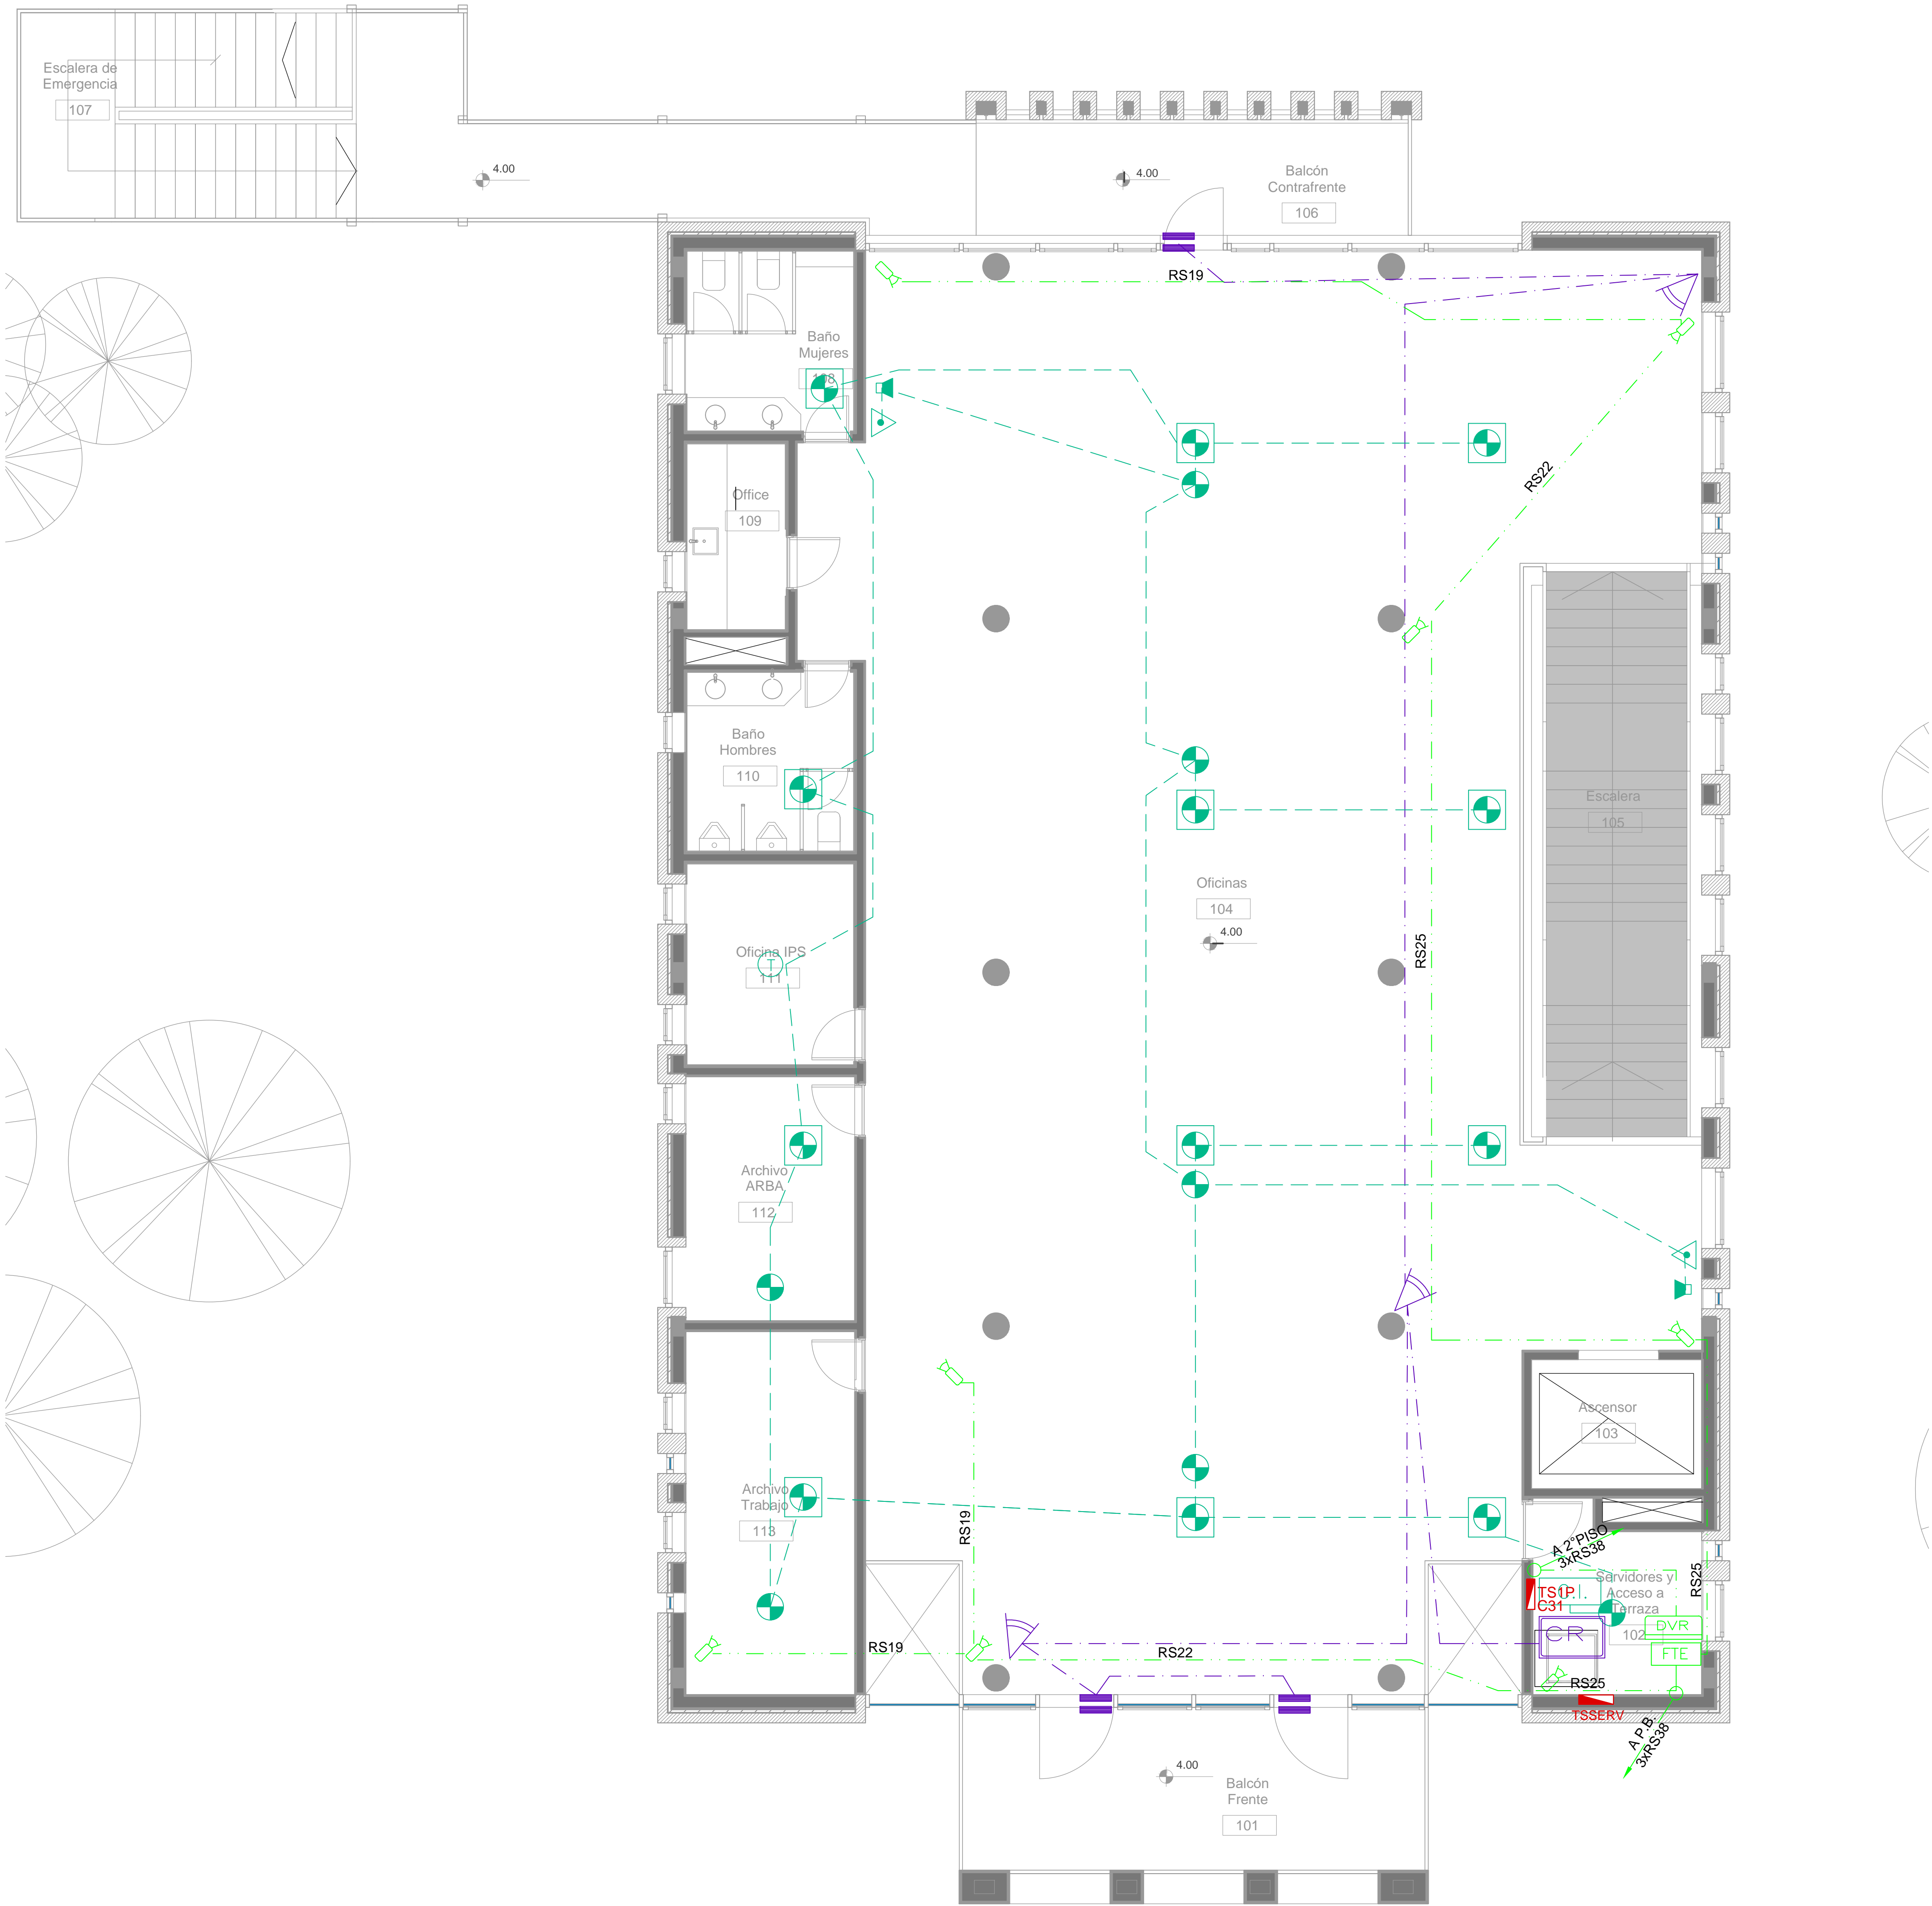 Escalera de
Emergencia
107
4.00
4.00
Balcón
Contrafrente
106
RS19
Baño
Mujeres
108
Office
109
RS22
Baño
Hombres
110
Escalera
105
Oficinas
104
4.00
RS25
Oficina IPS
T
111
Archivo
ARBA
112
Ascensor
103
Archivo
Trabajo
113
RS19
A 2°PISO
3xRS38
RS25
Servidores y
Acceso a
Terraza
102
TS1P
C31
C.I.
CR
DVR
FTE
RS19
RS22
RS25
TSSERV
A P.B.
3xRS38
4.00
Balcón
Frente
101